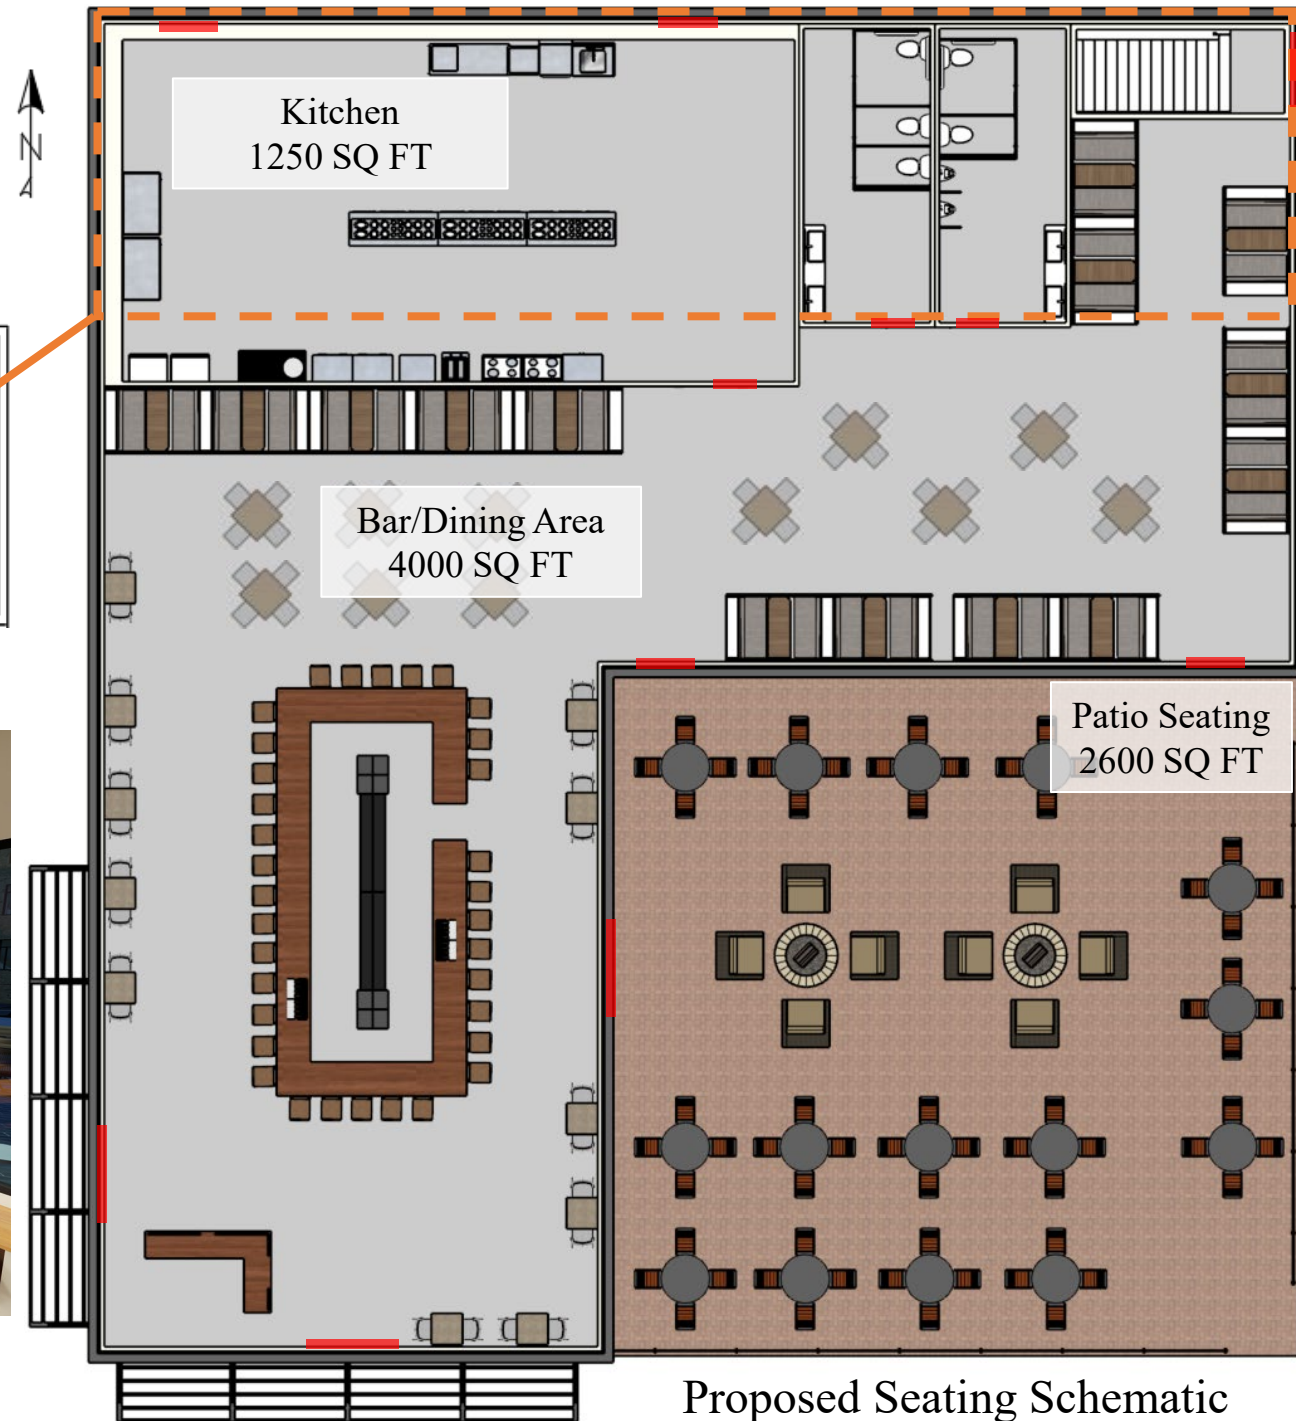 N
Kitchen
1250 SQ FT
Bar/Dining Area
4000 SQ FT
Patio Seating
2600 SQ FT
Proposed Seating Schematic